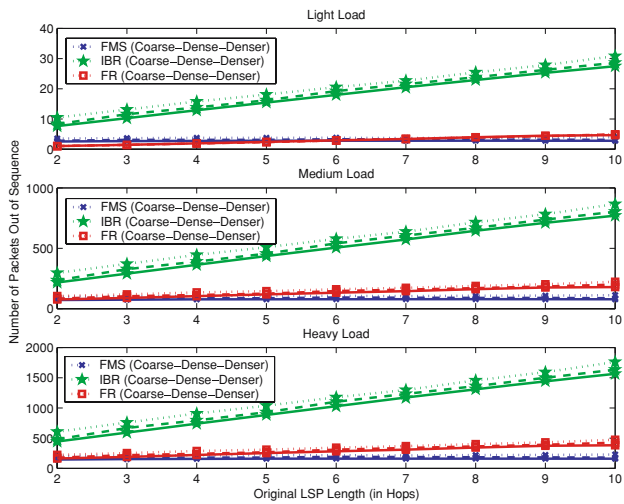 Light Load
40
30
20
10
0
FMS (Coarse–Dense–Denser)
IBR (Coarse–Dense–Denser)
FR (Coarse–Dense–Denser)
2 3 4 5 6 7 8 9 10
Medium Load
1000
500
0
FMS (Coarse–Dense–Denser)
IBR (Coarse–Dense–Denser)
FR (Coarse–Dense–Denser)
2 3 4 5 6 7 8 9 10
Number of Packets Out of Sequence
Heavy Load
2000
1500
1000
500
0
FMS (Coarse–Dense–Denser)
IBR (Coarse–Dense–Denser)
FR (Coarse–Dense–Denser)
2 3 4 5 6 7 8 9 10
Original LSP Length (in Hops)